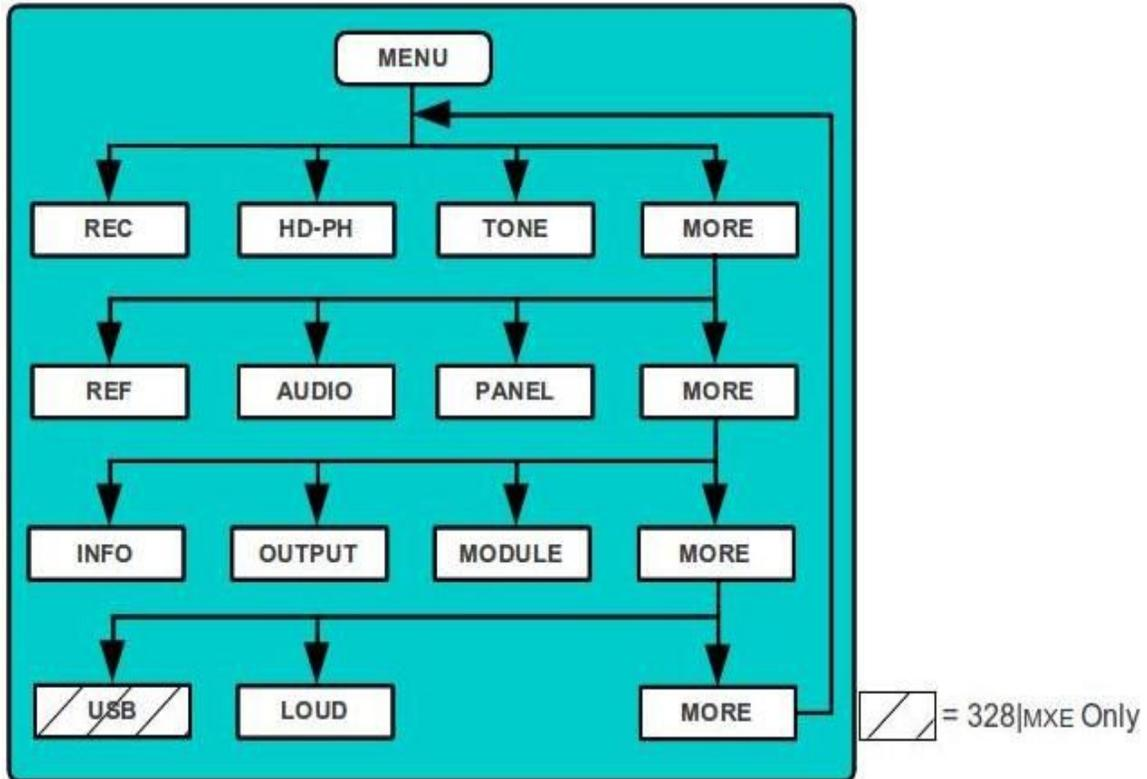 MENU
REC HD-PH TONE MORE
REF AUDIO PANEL MORE
INFO OUTPUT MODULE MORE
USB LOUD MORE
= 328|MXE Only